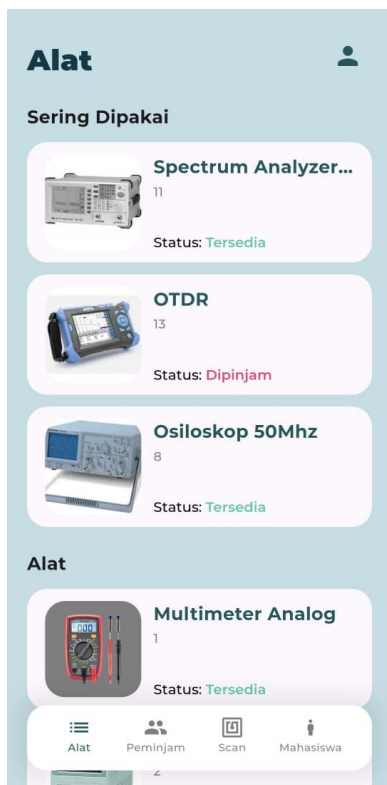 Alat
Sering Dipakai
Spectrum Analyzer...
11
Status: Tersedia
OTDR
13
Status: Dipinjam
Osiloskop 50Mhz
8
Status: Tersedia
Alat
Multimeter Analog
1
Status: Tersedia
Alat
Peminjam
Scan
Mahasiswa
2